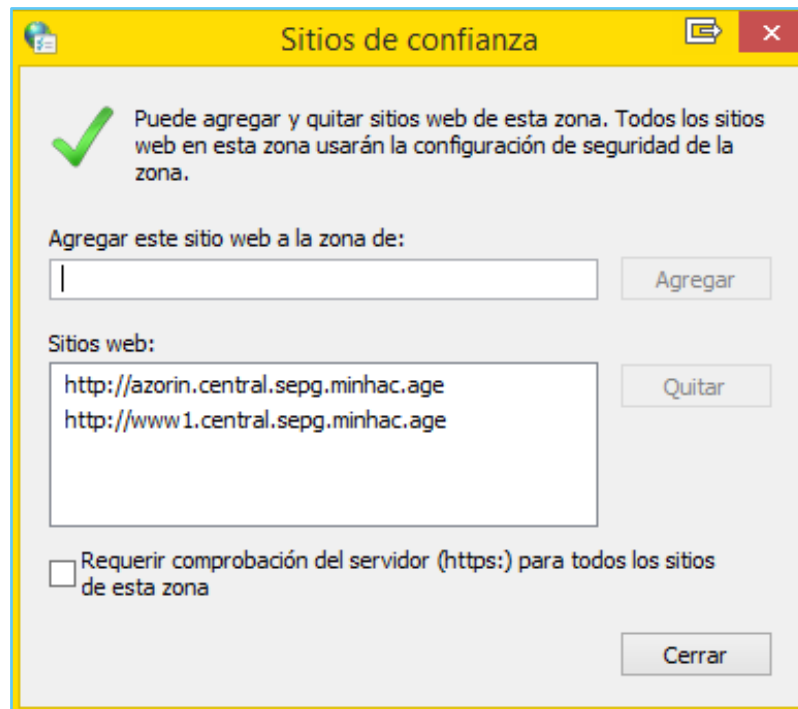 Sitios de confianza
Puede agregar y quitar sitios web de esta zona. Todos los sitios
web en esta zona usarán la configuración de seguridad de la
zona.
Agregar este sitio web a la zona de:
Agregar
Sitios web:
http://azorin.central.sepg.minhac.age
http://www1.central.sepg.minhac.age
Quitar
Requerir comprobación del servidor (https:) para todos los sitios
de esta zona
Cerrar